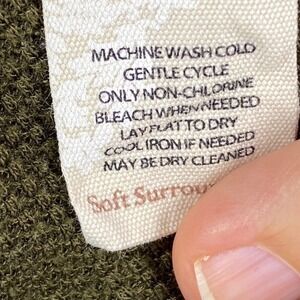 MACHINE WASH COLD
GENTLE CYCLE
ONLY NON-CHLORINE
BLEACH WHEN NEEDED
LAY FLAT TO DRY
COOL IRON IF NEEDED
MAY BE DRY CLEANED
Soft